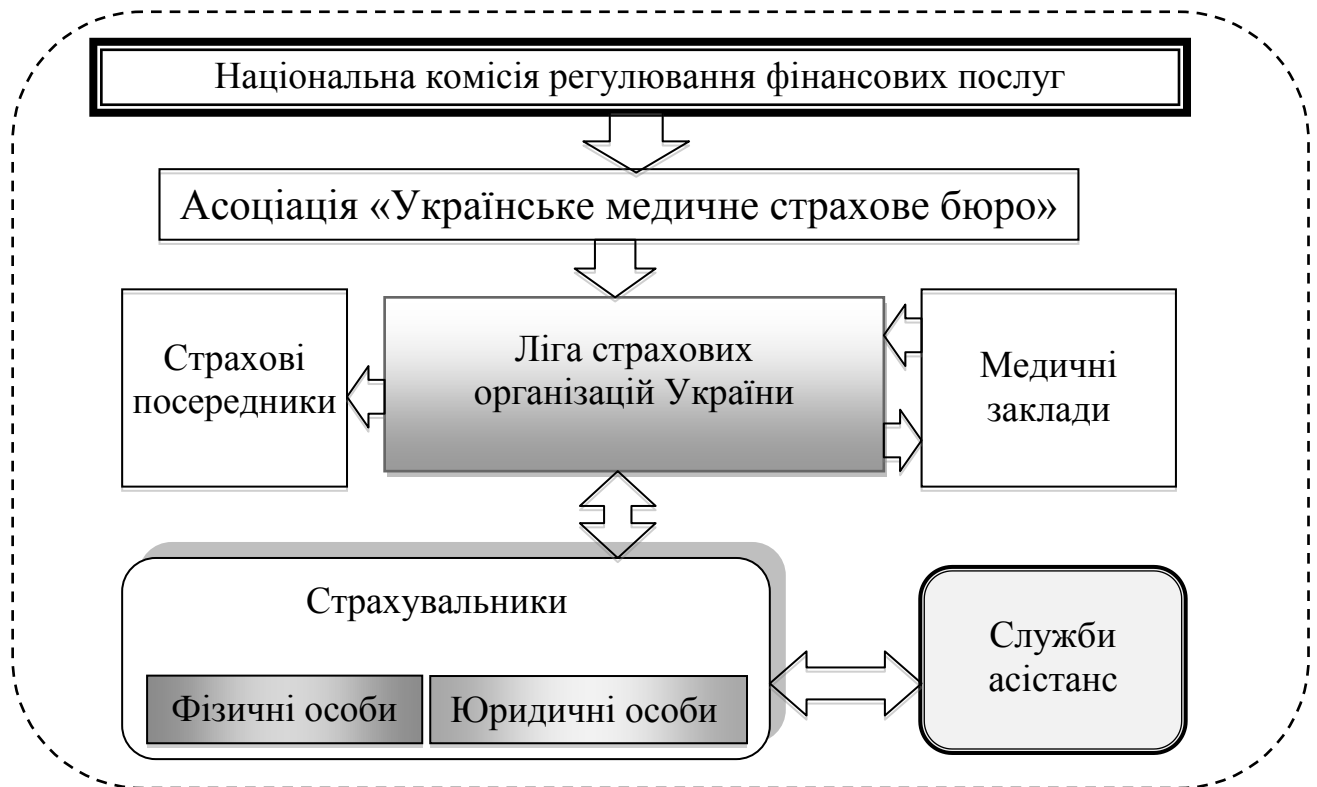 Національна комісія регулювання фінансових послуг
Асоціація «Українське медичне страхове бюро»
Страхові
посередники
Ліга страхових
організацій України
Медичні
заклади
Страхувальники
Фізичні особи
Юридичні особи
Служби
асістанс